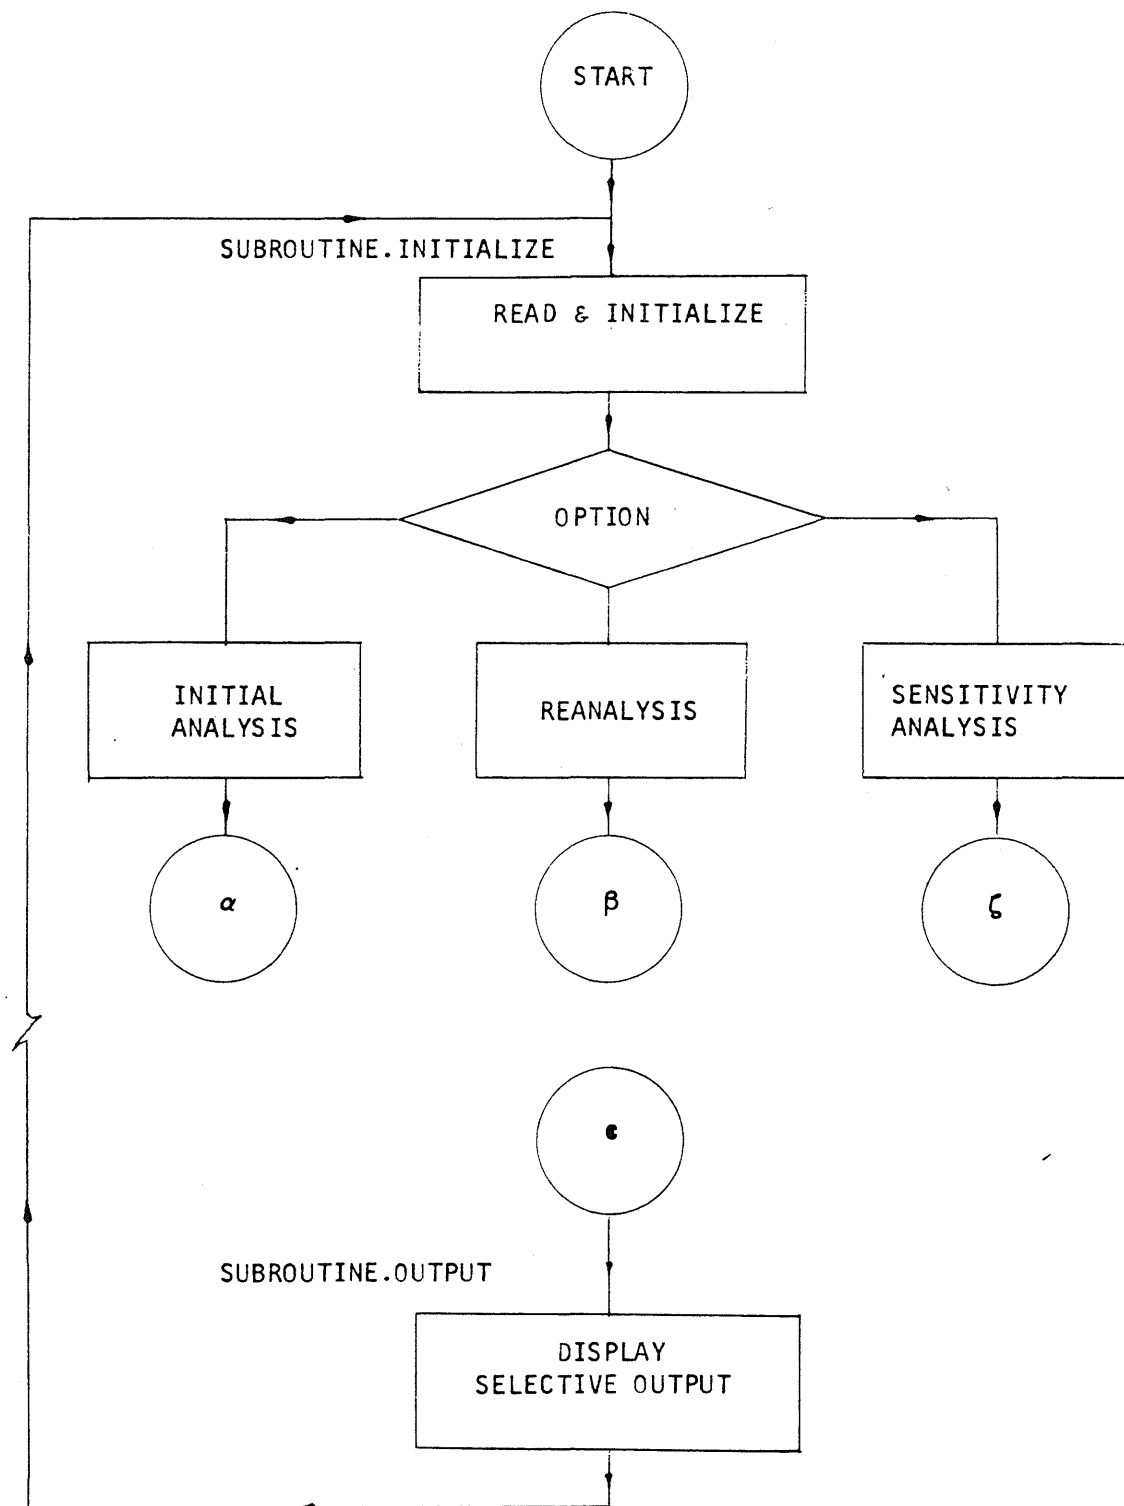 START
SUBROUTINE.INITIALIZE
READ & INITIALIZE
OPTION
INITIAL
ANALYSIS
REANALYSIS
SENSITIVITY
ANALYSIS
α
β
ζ
ε
SUBROUTINE.OUTPUT
DISPLAY
SELECTIVE OUTPUT